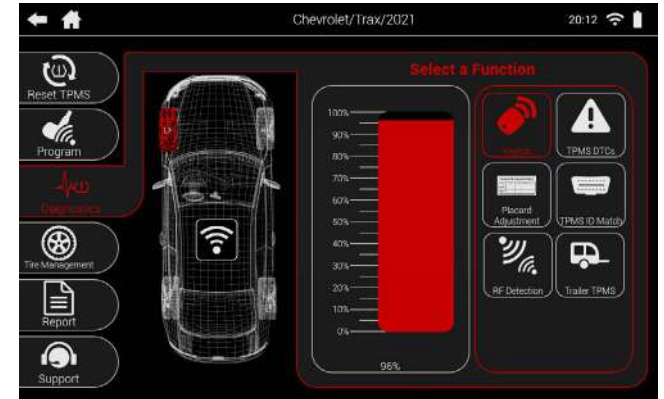 Chevrolet/Trax/2021
20:12
Reset TPMS
Program
Diagnostics
Tire Management
Report
Support
Select a Function
100%
90%
80%
70%
60%
50%
40%
30%
20%
10%
0%
96%
Keyfob
TPMS DTCs
Placard
Adjustment
TPMS ID Match
RF Detection
Trailer TPMS